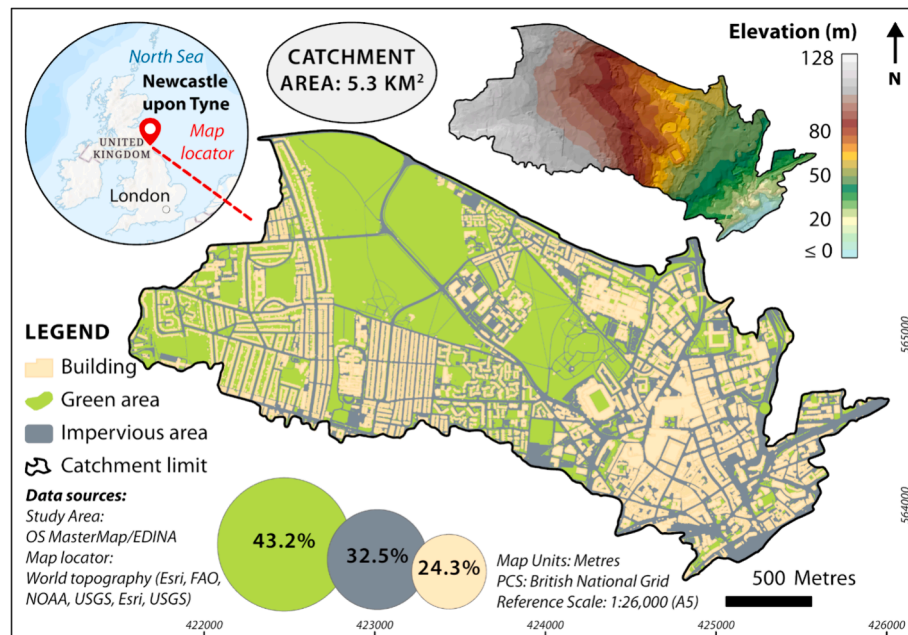 North Sea
Newcastle
upon Tyne
Map
locator
UNITED
KINGDOM
London
CATCHMENT
AREA: 5.3 KM²
Elevation (m)
128
80
50
20
≤ 0
N
LEGEND
Building
Green area
Impervious area
Catchment limit
Data sources:
Study Area:
OS MasterMap/EDINA
Map locator:
World topography (Esri, FAO,
NOAA, USGS, Esri, USGS)
43.2%
32.5%
24.3%
Map Units: Metres
PCS: British National Grid
Reference Scale: 1:26,000 (A5)
500 Metres
565000
564000
422000
423000
424000
425000
426000